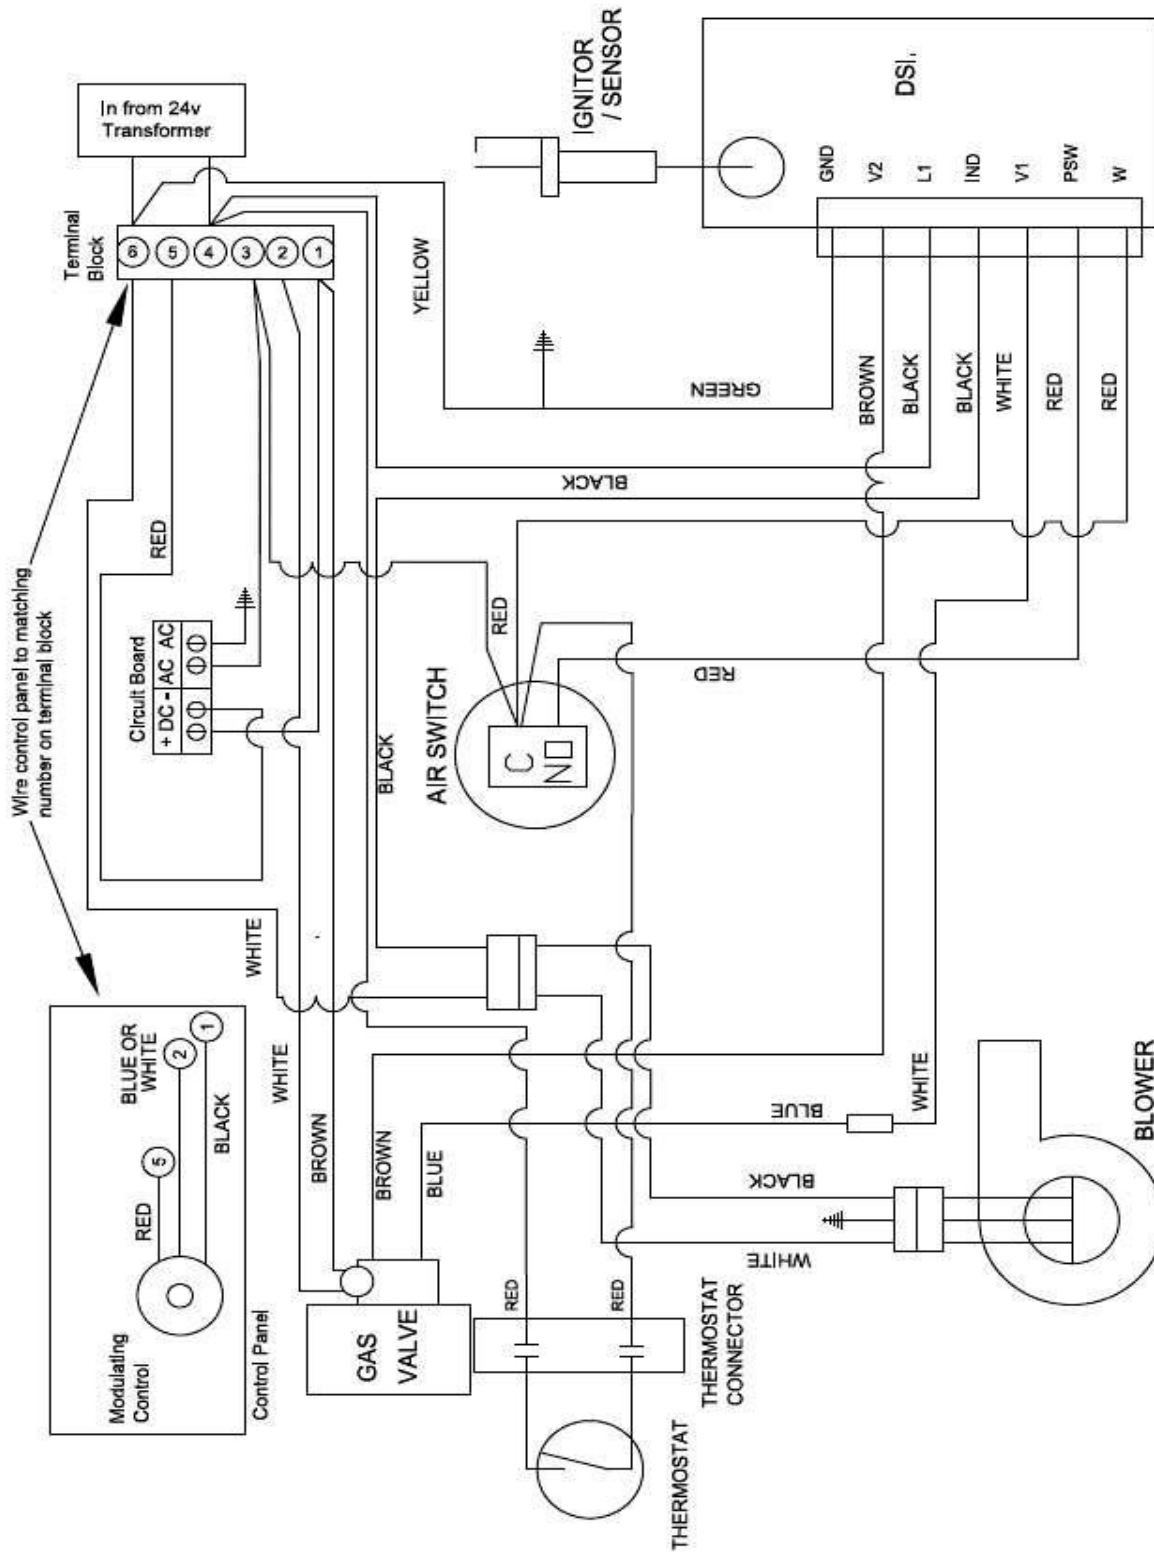 Wire control panel to matching
number on terminal block
In from 24v
Transformer
Terminal
Block
6
5
4
3
2
1
RED
Circuit Board
+ DC - AC AC
YELLOW
GREEN
BLACK
IGNITOR
/ SENSOR
DSI.
GND
V2
L1
IND
V1
PSW
W
BROWN
BLACK
BLACK
WHITE
RED
RED
RED
RED
AIR SWITCH
C
NO
BLACK
WHITE
WHITE
BROWN
BROWN
BLUE
BLUE
WHITE
BLACK
WHITE
BLOWER
Modulating
Control
RED
5
BLUE OR
WHITE
2
1
BLACK
Control Panel
GAS
VALVE
RED
RED
THERMOSTAT
CONNECTOR
THERMOSTAT